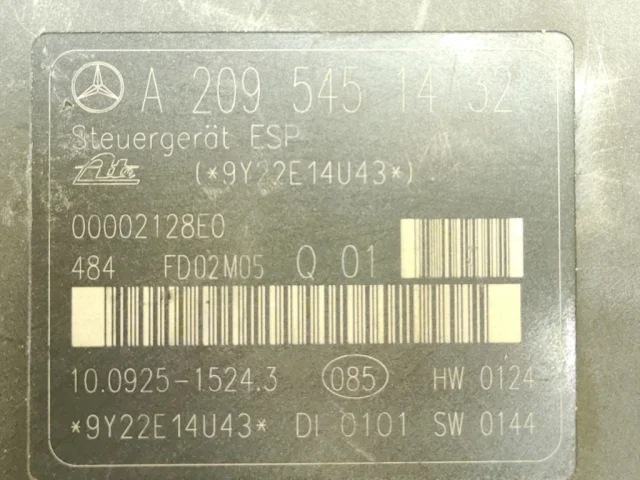 A 209 545 14 32
Steuergerät ESP
Ate (*9Y22E14U43*)
00002128E0
484 FD02M05 Q 01
10.0925-1524.3 085 HW 0124
*9Y22E14U43* DI 0101 SW 0144